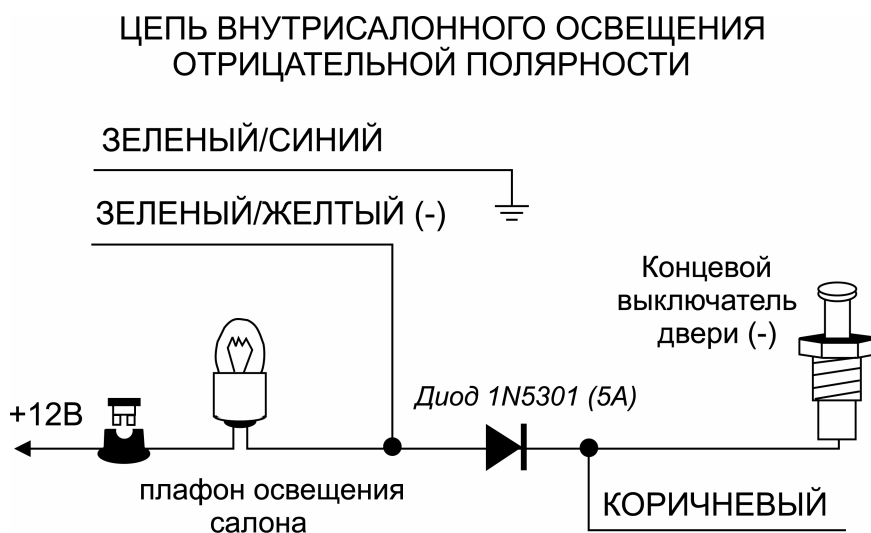 ЦЕПЬ ВНУТРИСАЛОННОГО ОСВЕЩЕНИЯ
ОТРИЦАТЕЛЬНОЙ ПОЛЯРНОСТИ
ЗЕЛЕНЫЙ/СИНИЙ
ЗЕЛЕНЫЙ/ЖЕЛТЫЙ (-)
Концевой
выключатель
двери (-)
Диод 1N5301 (5А)
+12В
плафон освещения
салона
КОРИЧНЕВЫЙ